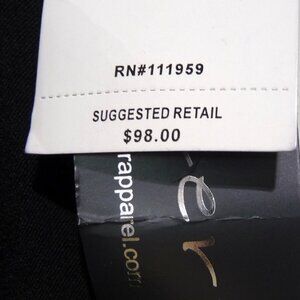 RN#111959
SUGGESTED RETAIL
$98.00
rapparel.com